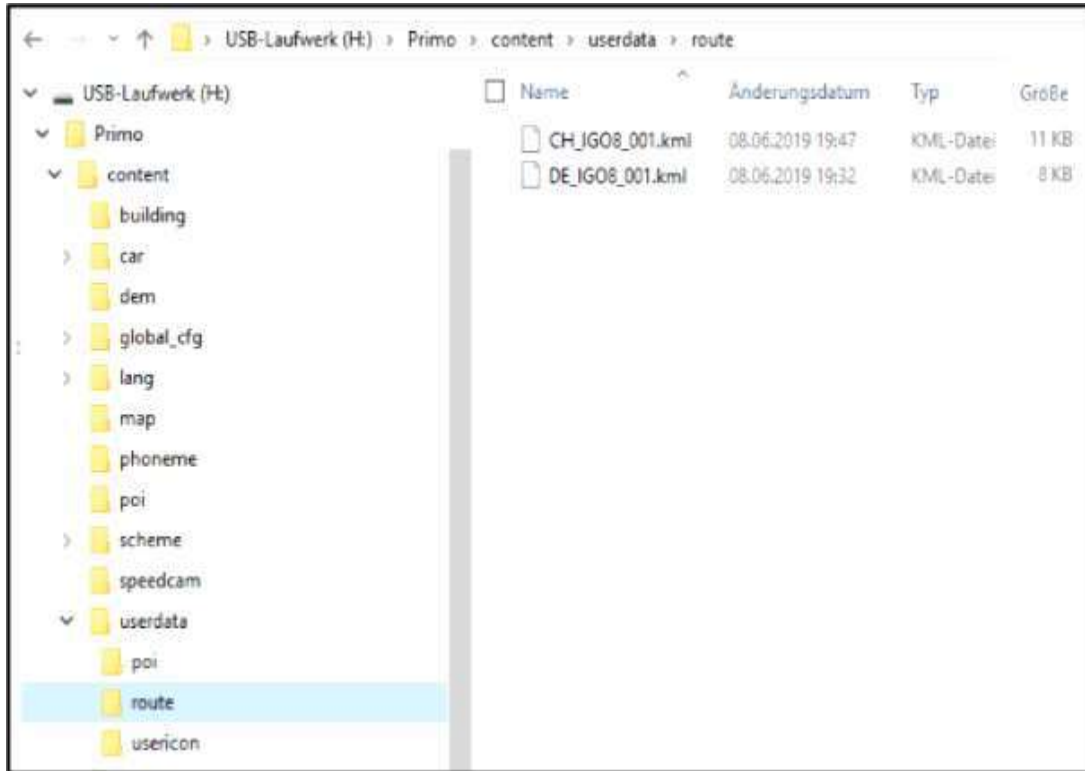 USB-Laufwerk (H:) › Primo › content › userdata › route
USB-Laufwerk (H:)
Primo
content
building
car
dem
global_cfg
lang
map
phoneme
poi
scheme
speedcam
userdata
poi
route
usericon
Name Änderungsdatum Typ Größe
CH_IGO8_001.kml 08.06.2019 19:47 KML-Datei 11 KB
DE_IGO8_001.kml 08.06.2019 19:32 KML-Datei 8 KB